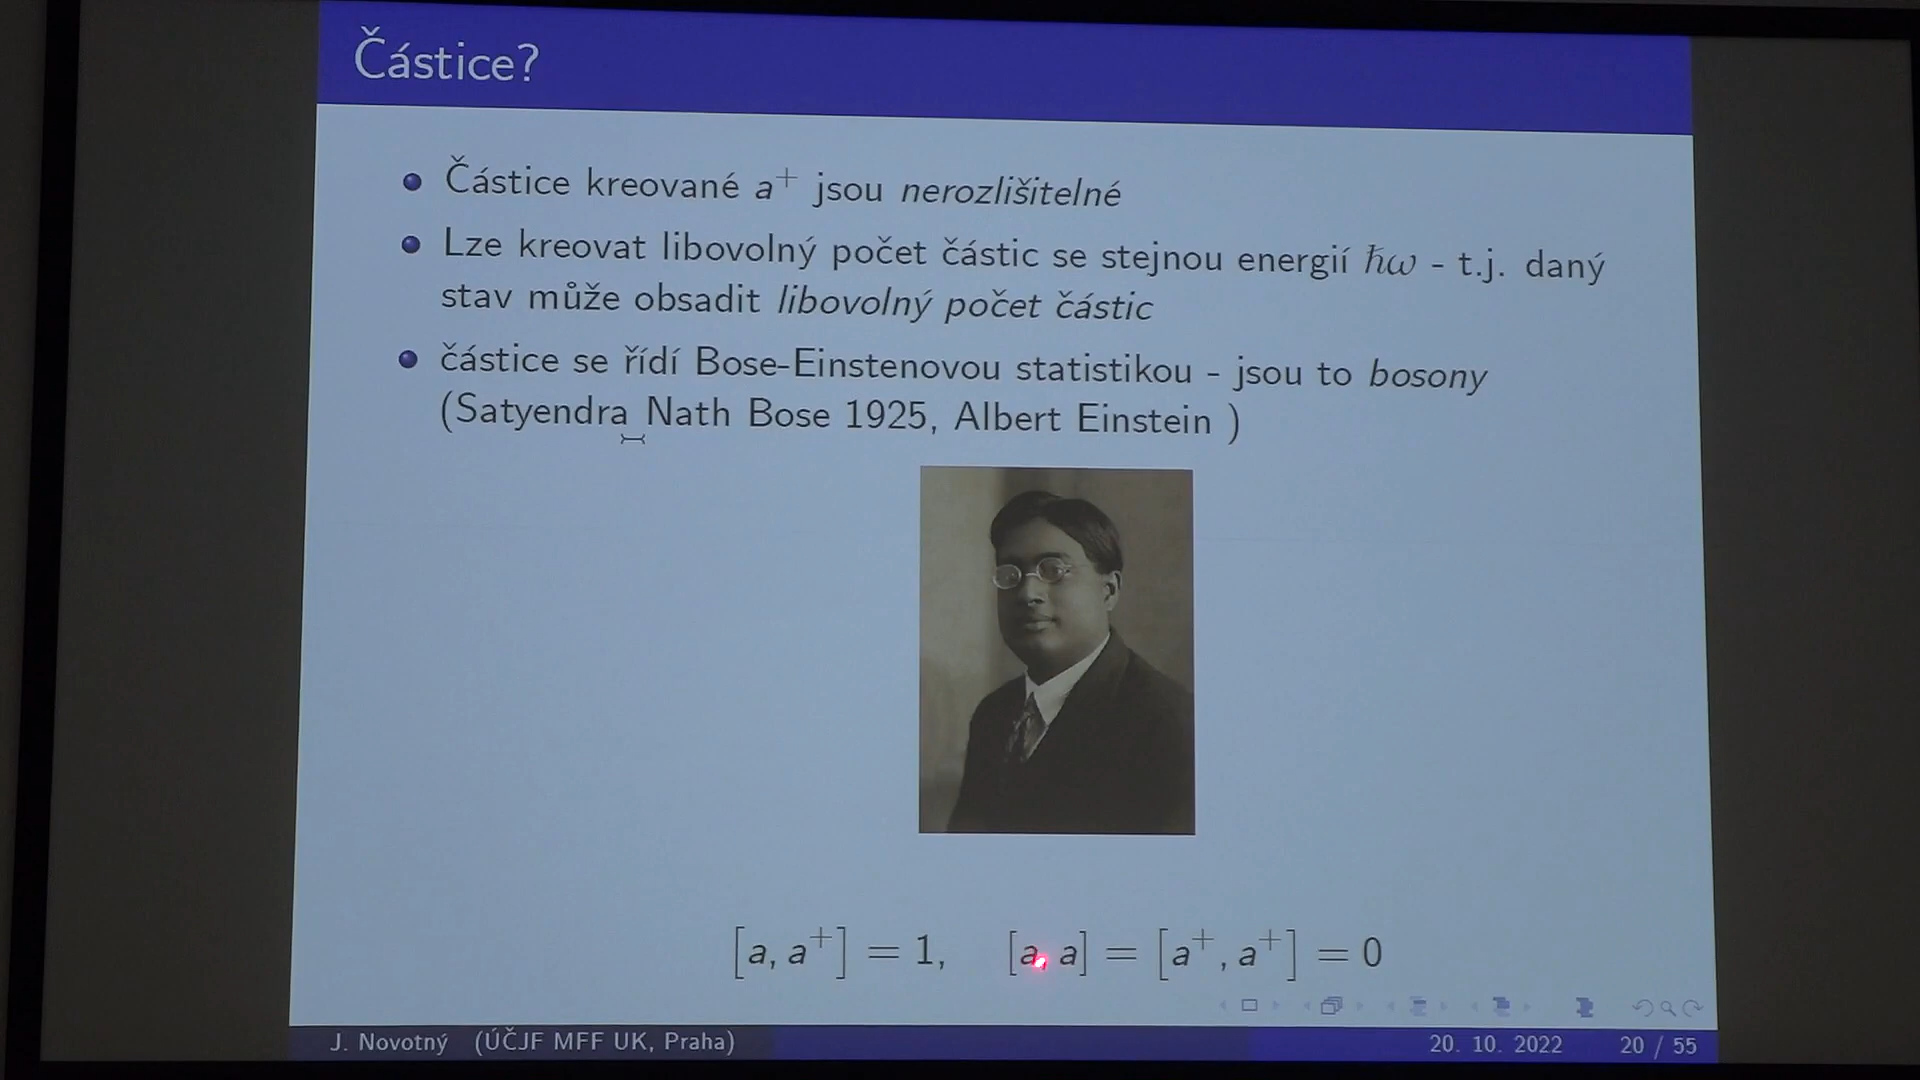 Částice?
Částice kreované a⁺ jsou nerozlišitelné
Lze kreovat libovolný počet částic se stejnou energií ℏω - t.j. daný
stav může obsadit libovolný počet částic
částice se řídí Bose-Einstenovou statistikou - jsou to bosony
(Satyendra Nath Bose 1925, Albert Einstein )
[a, a⁺] = 1, [a, a] = [a⁺, a⁺] = 0
J. Novotný (ÚČJF MFF UK, Praha) 20. 10. 2022 20 / 55